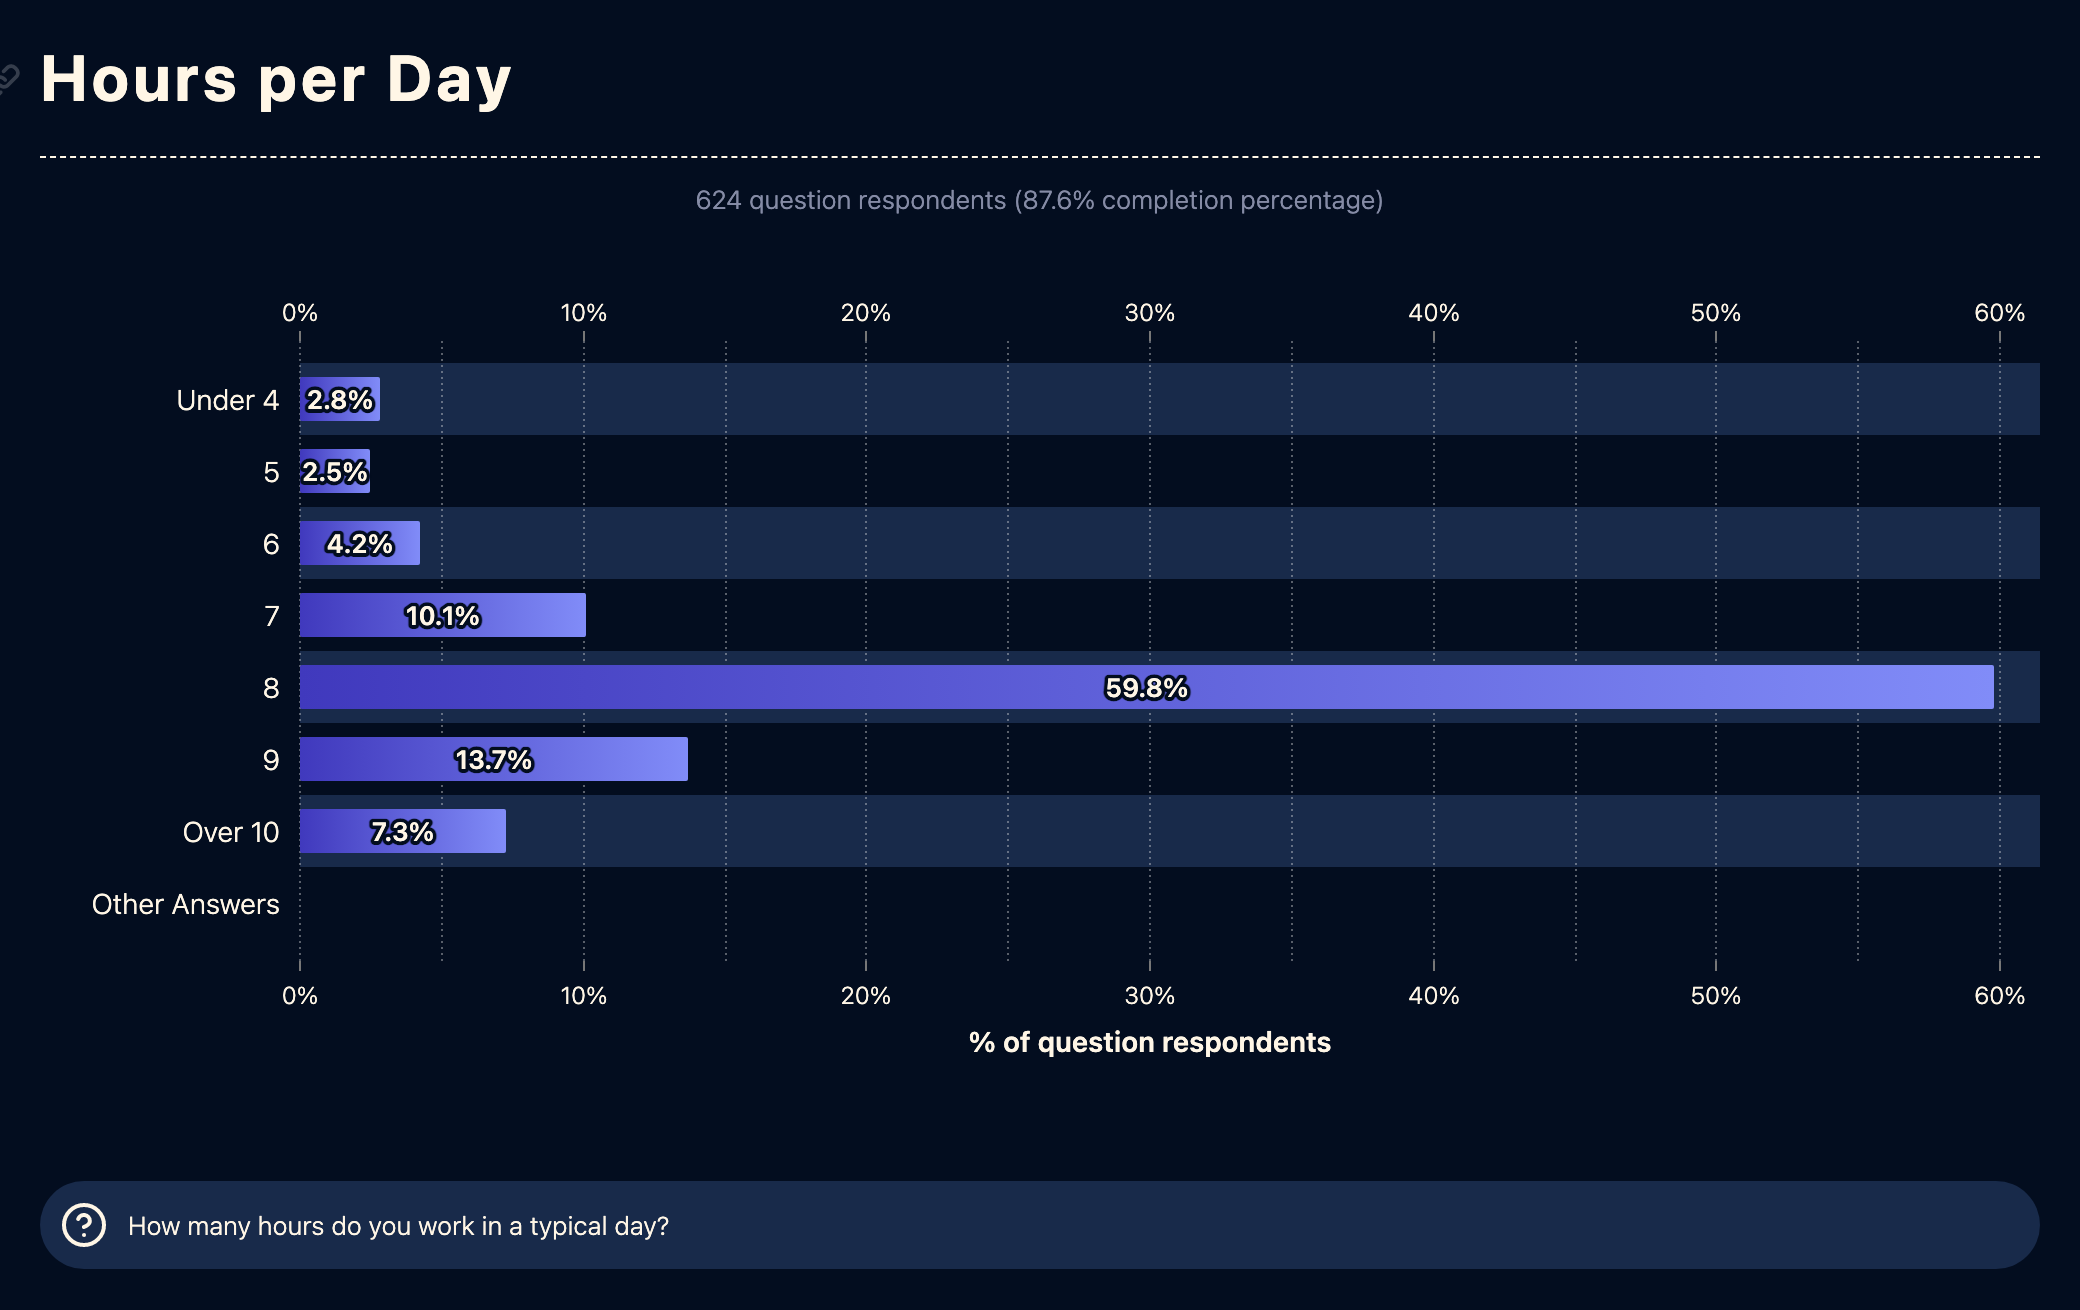 Hours per Day
624 question respondents (87.6% completion percentage)
0% 10% 20% 30% 40% 50% 60%
Under 4 2.8%
5 2.5%
6 4.2%
7 10.1%
8 59.8%
9 13.7%
Over 10 7.3%
Other Answers
0% 10% 20% 30% 40% 50% 60%
% of question respondents
How many hours do you work in a typical day?